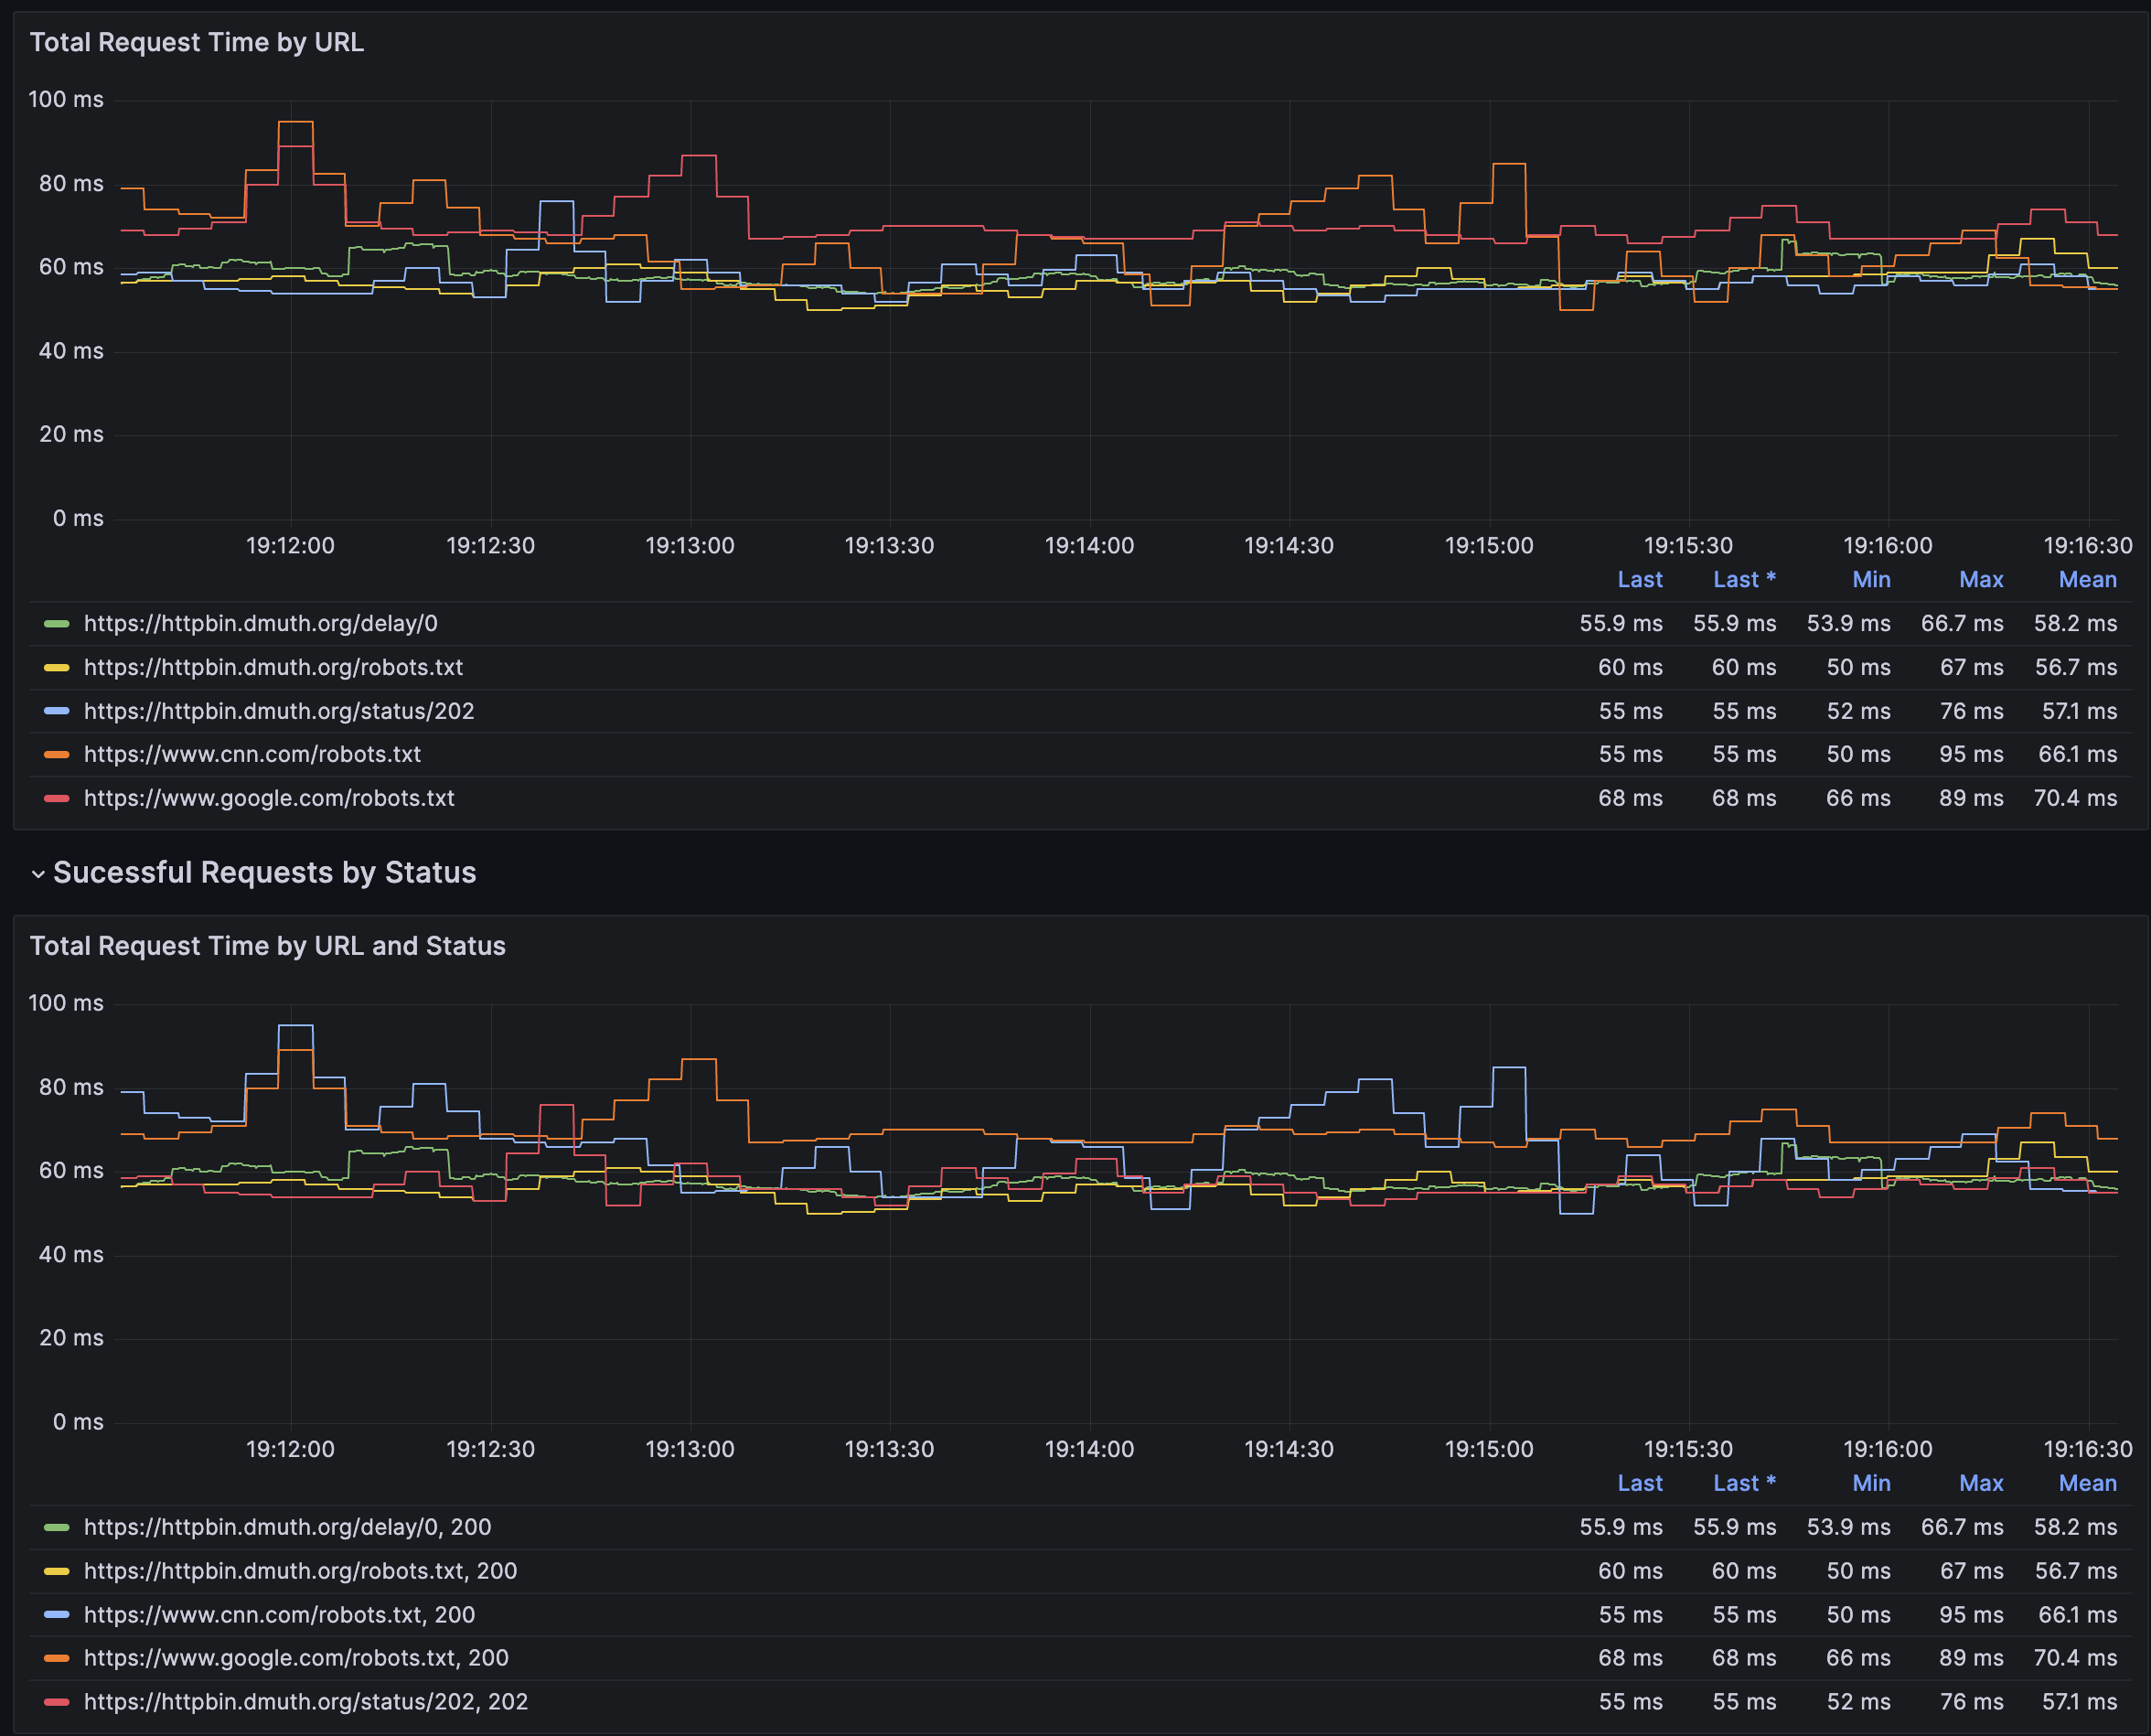 Total Request Time by URL
100 ms
80 ms
60 ms
40 ms
20 ms
0 ms
19:12:00 19:12:30 19:13:00 19:13:30 19:14:00 19:14:30 19:15:00 19:15:30 19:16:00 19:16:30
Last Last * Min Max Mean
https://httpbin.dmuth.org/delay/0 55.9 ms 55.9 ms 53.9 ms 66.7 ms 58.2 ms
https://httpbin.dmuth.org/robots.txt 60 ms 60 ms 50 ms 67 ms 56.7 ms
https://httpbin.dmuth.org/status/202 55 ms 55 ms 52 ms 76 ms 57.1 ms
https://www.cnn.com/robots.txt 55 ms 55 ms 50 ms 95 ms 66.1 ms
https://www.google.com/robots.txt 68 ms 68 ms 66 ms 89 ms 70.4 ms
Sucessful Requests by Status
Total Request Time by URL and Status
100 ms
80 ms
60 ms
40 ms
20 ms
0 ms
19:12:00 19:12:30 19:13:00 19:13:30 19:14:00 19:14:30 19:15:00 19:15:30 19:16:00 19:16:30
Last Last * Min Max Mean
https://httpbin.dmuth.org/delay/0, 200 55.9 ms 55.9 ms 53.9 ms 66.7 ms 58.2 ms
https://httpbin.dmuth.org/robots.txt, 200 60 ms 60 ms 50 ms 67 ms 56.7 ms
https://www.cnn.com/robots.txt, 200 55 ms 55 ms 50 ms 95 ms 66.1 ms
https://www.google.com/robots.txt, 200 68 ms 68 ms 66 ms 89 ms 70.4 ms
https://httpbin.dmuth.org/status/202, 202 55 ms 55 ms 52 ms 76 ms 57.1 ms